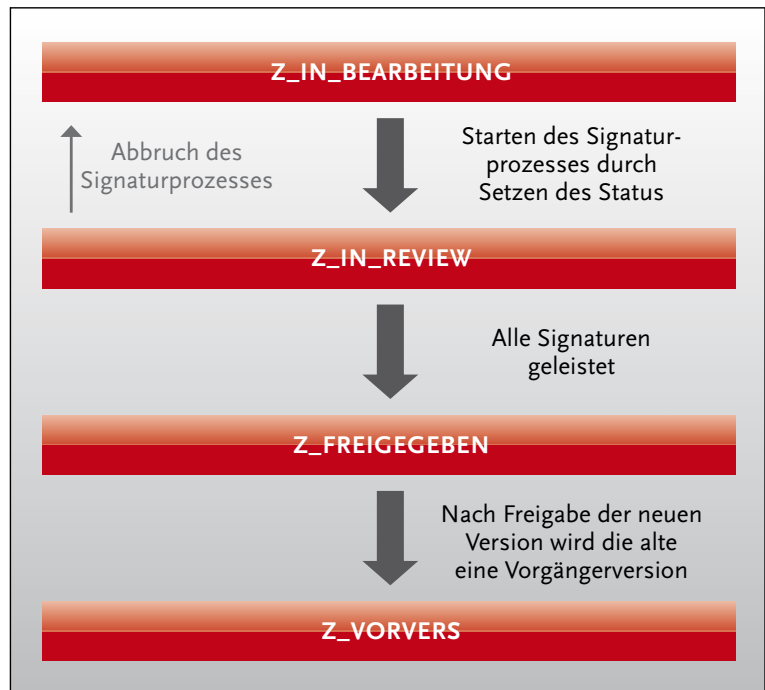 Z_IN_BEARBEITUNG
Abbruch des
Signaturprozesses
Starten des Signatur-
prozesses durch
Setzen des Status
Z_IN_REVIEW
Alle Signaturen
geleistet
Z_FREIGEGEBEN
Nach Freigabe der neuen
Version wird die alte
eine Vorgängerversion
Z_VORVERS